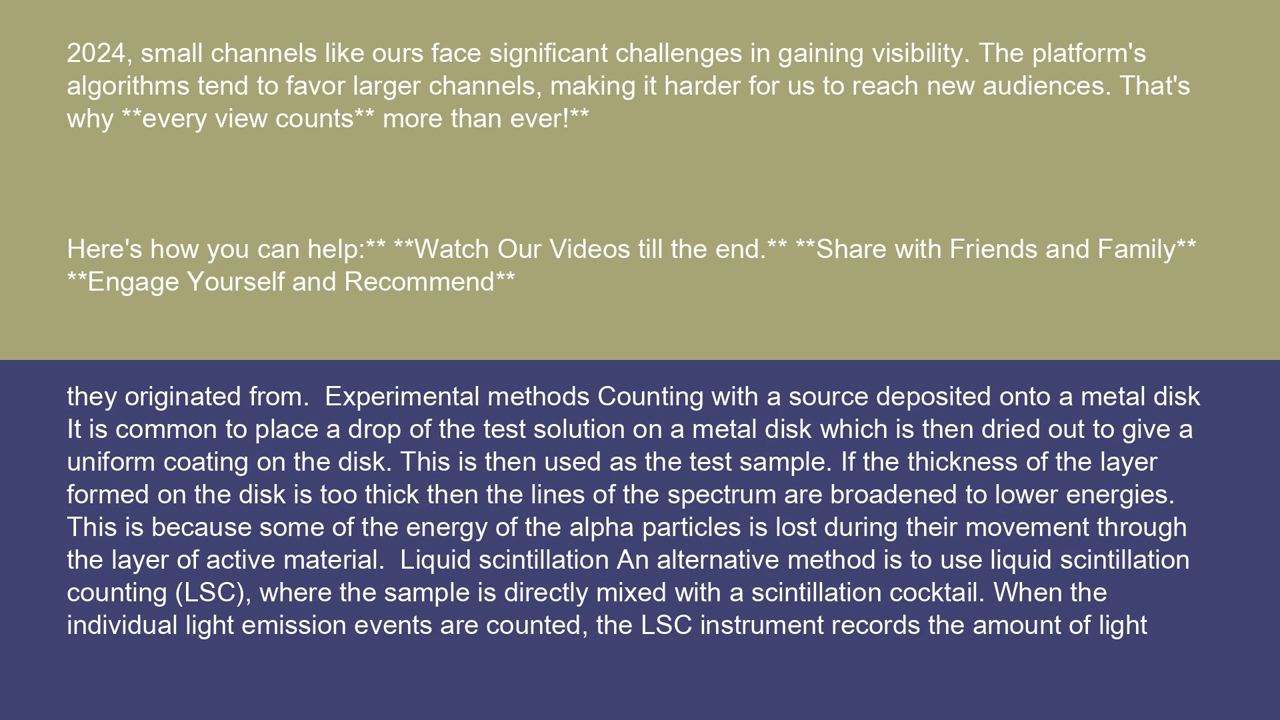 2024, small channels like ours face significant challenges in gaining visibility. The platform's
algorithms tend to favor larger channels, making it harder for us to reach new audiences. That's
why **every view counts** more than ever!**
Here's how you can help:** **Watch Our Videos till the end.** **Share with Friends and Family**
**Engage Yourself and Recommend**
they originated from.  Experimental methods Counting with a source deposited onto a metal disk
It is common to place a drop of the test solution on a metal disk which is then dried out to give a
uniform coating on the disk. This is then used as the test sample. If the thickness of the layer
formed on the disk is too thick then the lines of the spectrum are broadened to lower energies.
This is because some of the energy of the alpha particles is lost during their movement through
the layer of active material.  Liquid scintillation An alternative method is to use liquid scintillation
counting (LSC), where the sample is directly mixed with a scintillation cocktail. When the
individual light emission events are counted, the LSC instrument records the amount of light